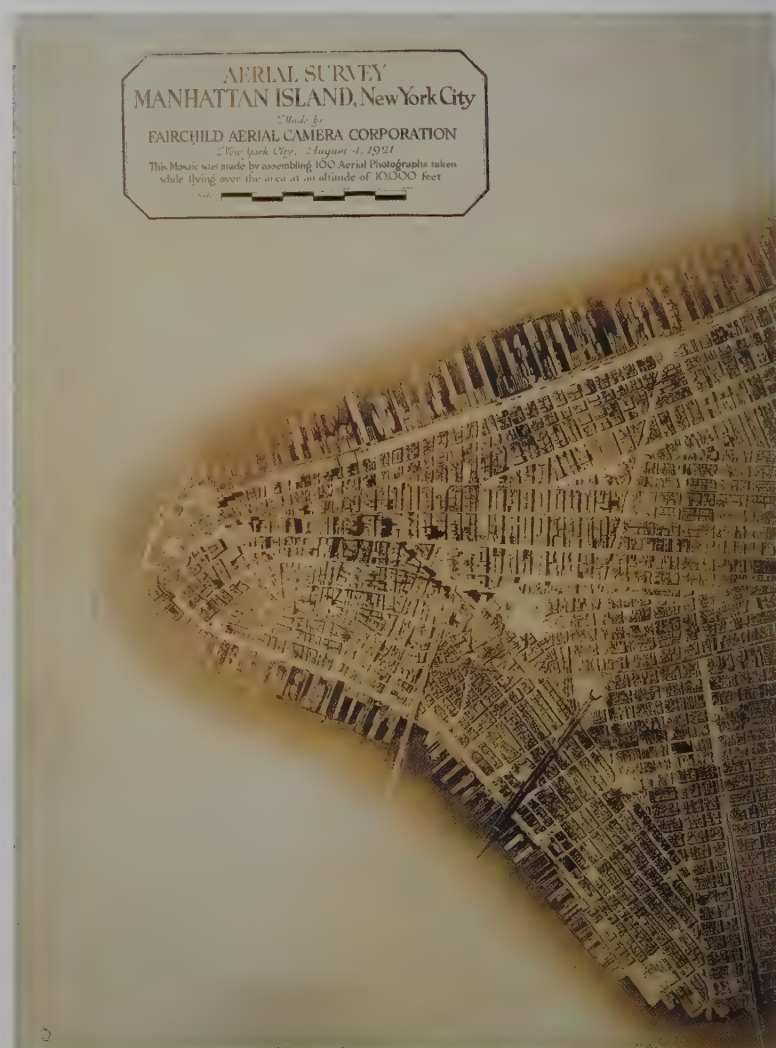 AERIAL SURVEY
MANHATTAN ISLAND, New York City
Made by
FAIRCHILD AERIAL CAMERA CORPORATION
New York City, August 4, 1921
This Mosaic was made by assembling 100 Aerial Photographs taken
while flying over the area at an altitude of 10,000 feet